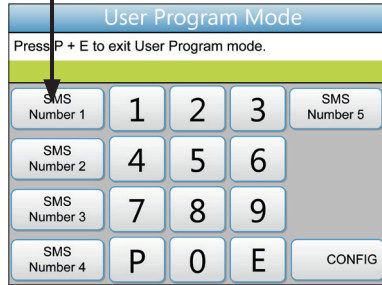 User Program Mode
Press P + E to exit User Program mode.
SMS
Number 1
1
2
3
SMS
Number 5
SMS
Number 2
4
5
6
SMS
Number 3
7
8
9
SMS
Number 4
P
0
E
CONFIG